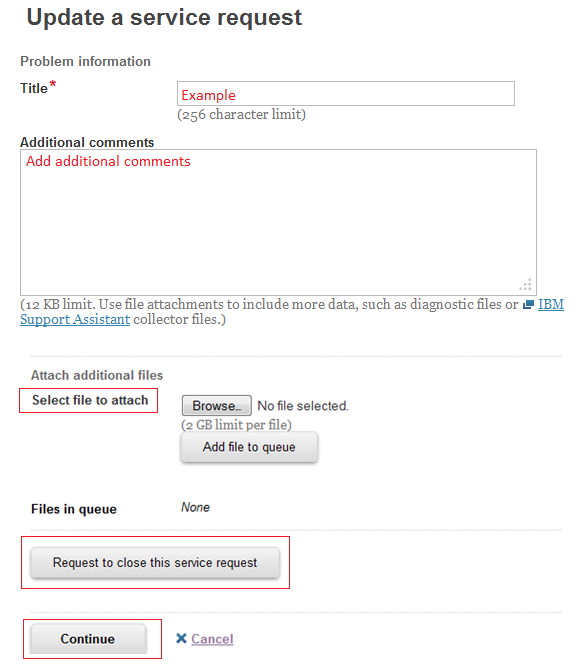 Update a service request
Problem information
Title*
Example
(256 character limit)
Additional comments
Add additional comments
(12 KB limit. Use file attachments to include more data, such as diagnostic files or IBM
Support Assistant collector files.)
Attach additional files
Select file to attach
Browse.. No file selected.
(2 GB limit per file)
Add file to queue
Files in queue None
Request to close this service request
Continue Cancel